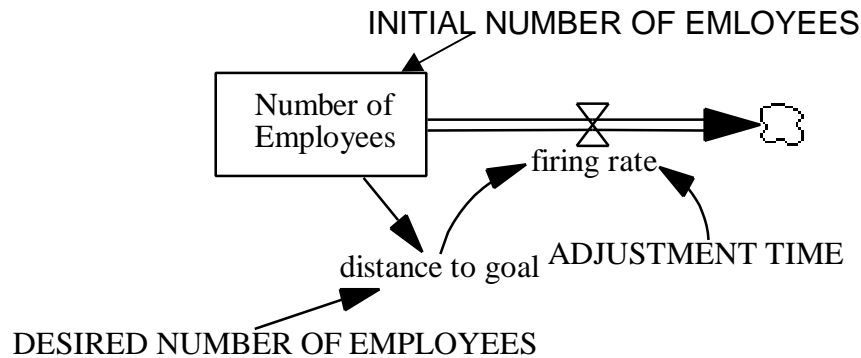 INITIAL NUMBER OF EMLOYEES
Number of
Employees
firing rate
distance to goal
ADJUSTMENT TIME
DESIRED NUMBER OF EMPLOYEES